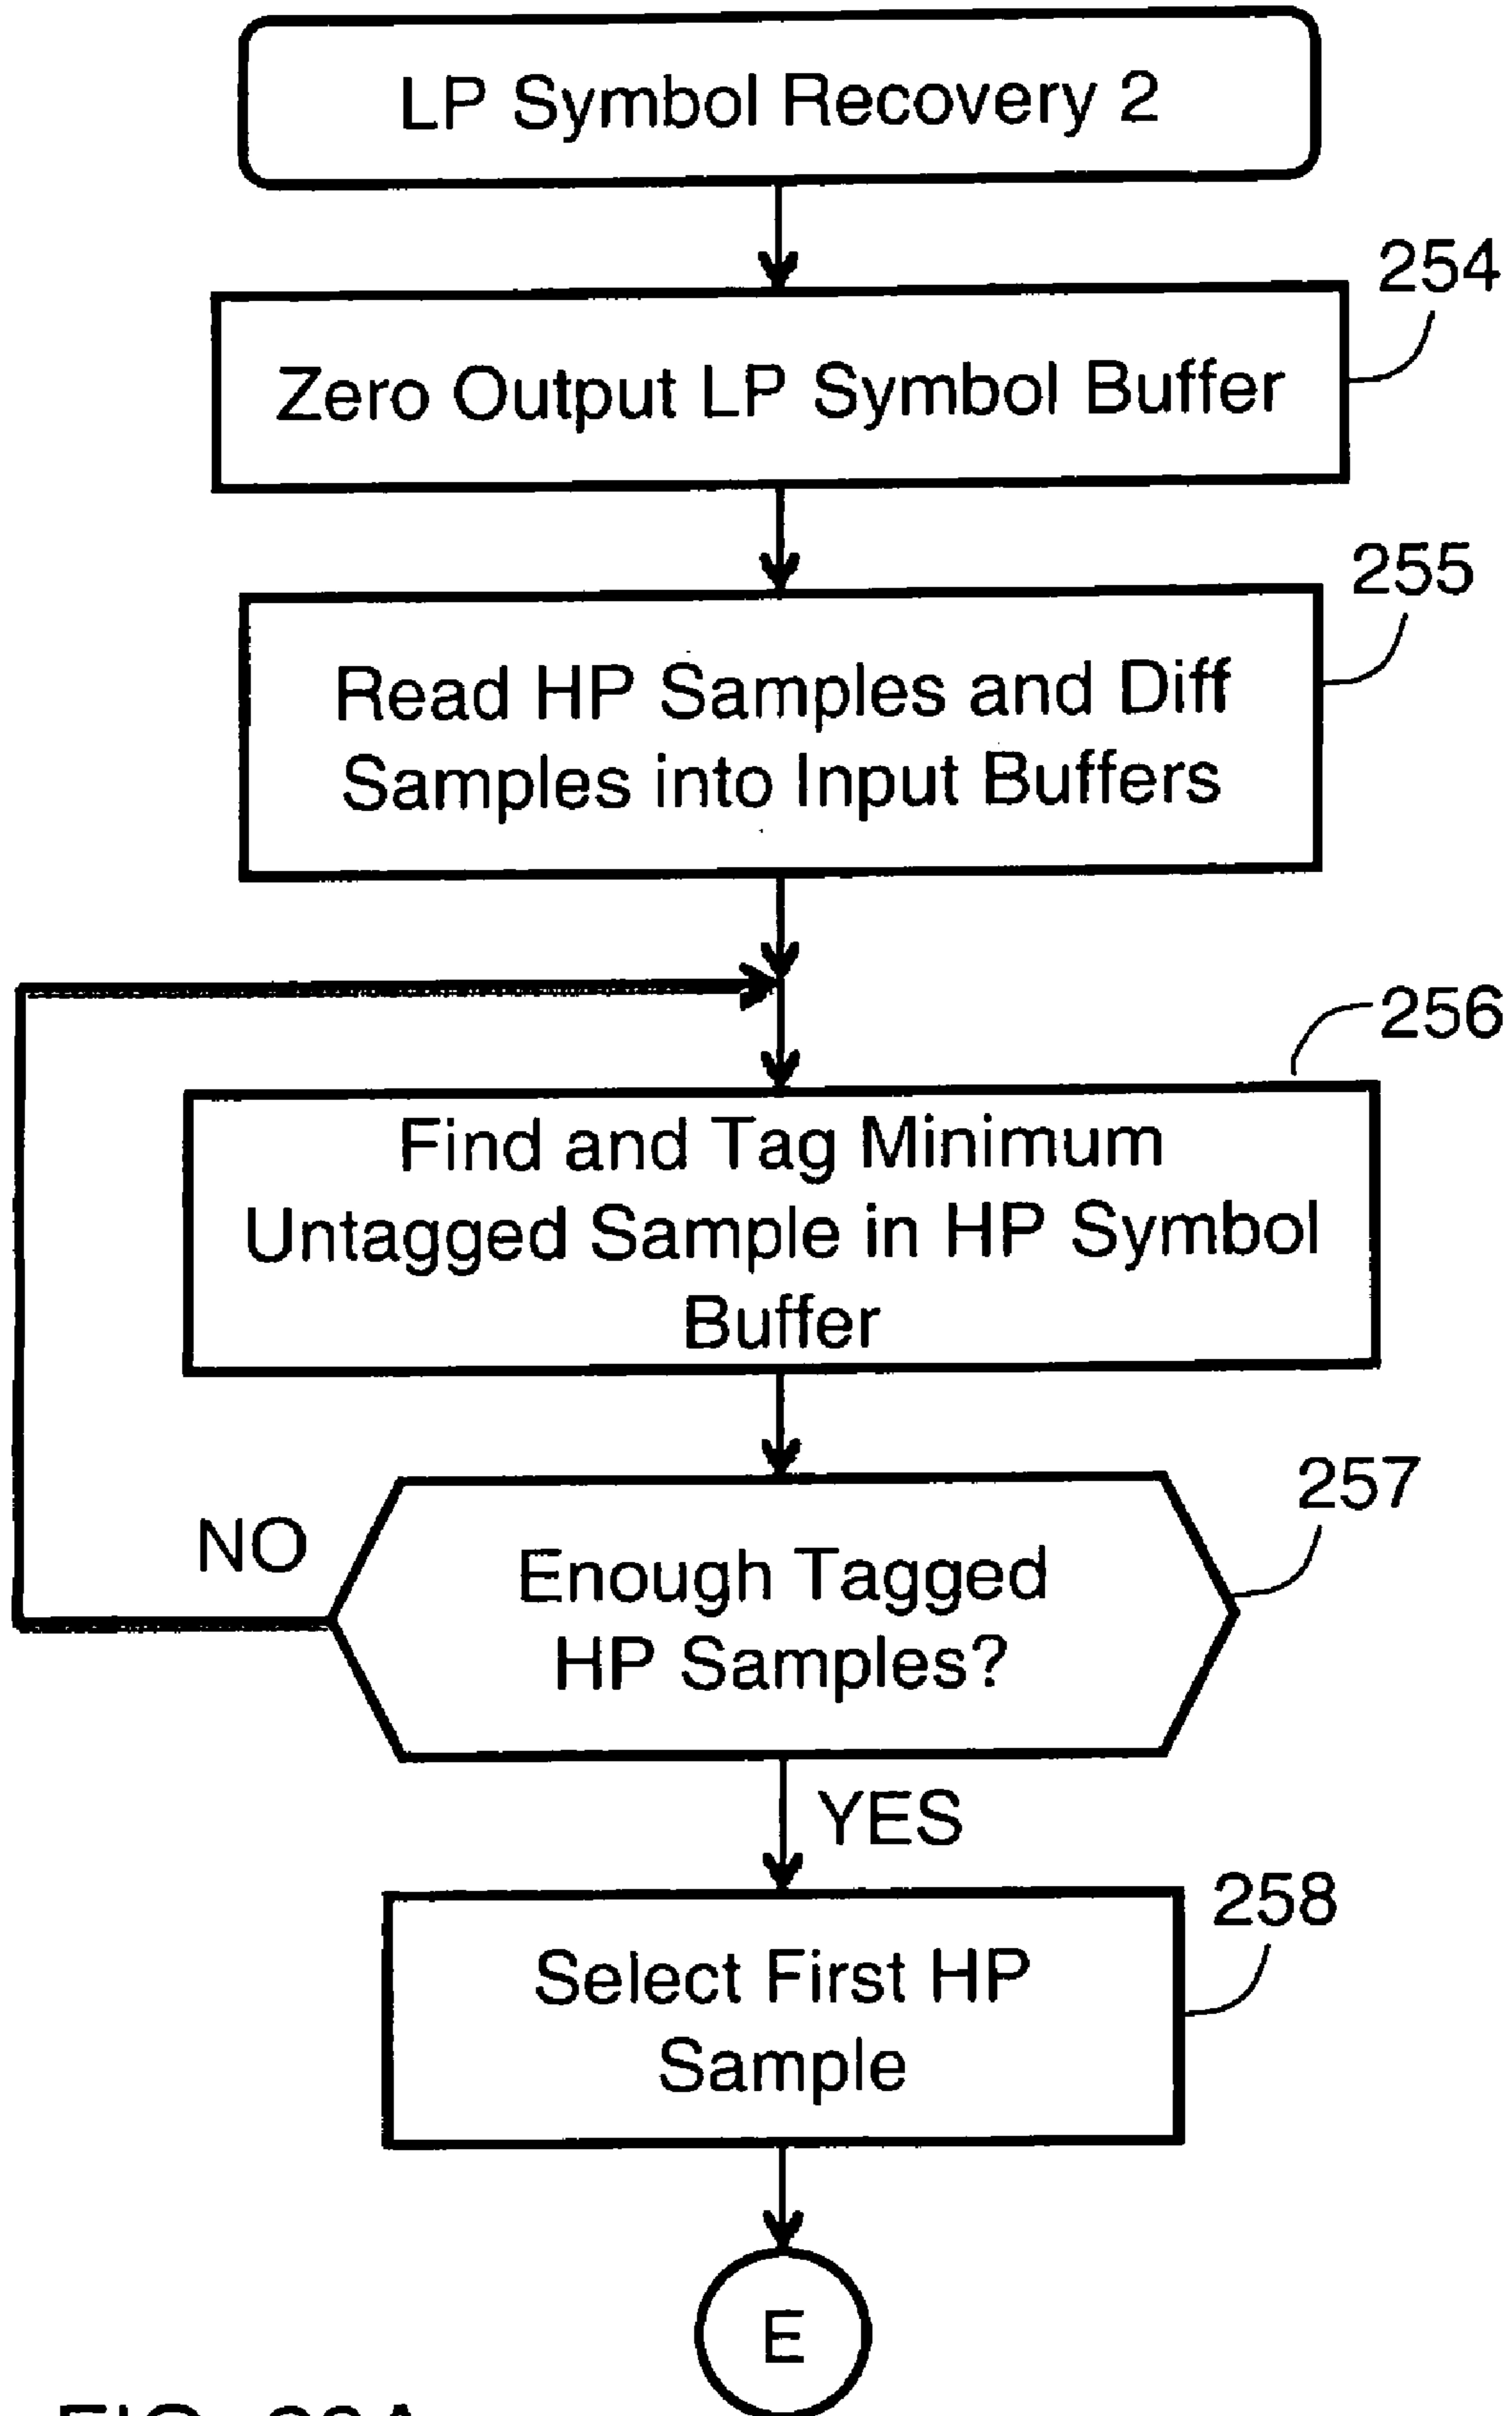 LP Symbol Recovery 2
254
Zero Output LP Symbol Buffer
255
Read HP Samples and Diff
Samples into Input Buffers
256
Find and Tag Minimum
Untagged Sample in HP Symbol
Buffer
257
NO
Enough Tagged
HP Samples?
YES
258
Select First HP
Sample
E